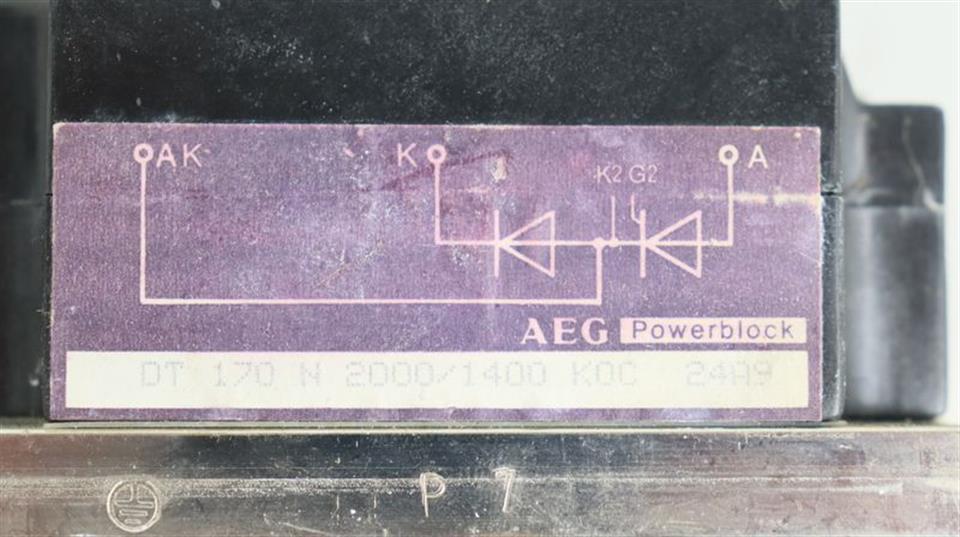 AK K A
K2 G2
AEG Powerblock
DT 170 N 2000/1400 KOC 24A9
P 7